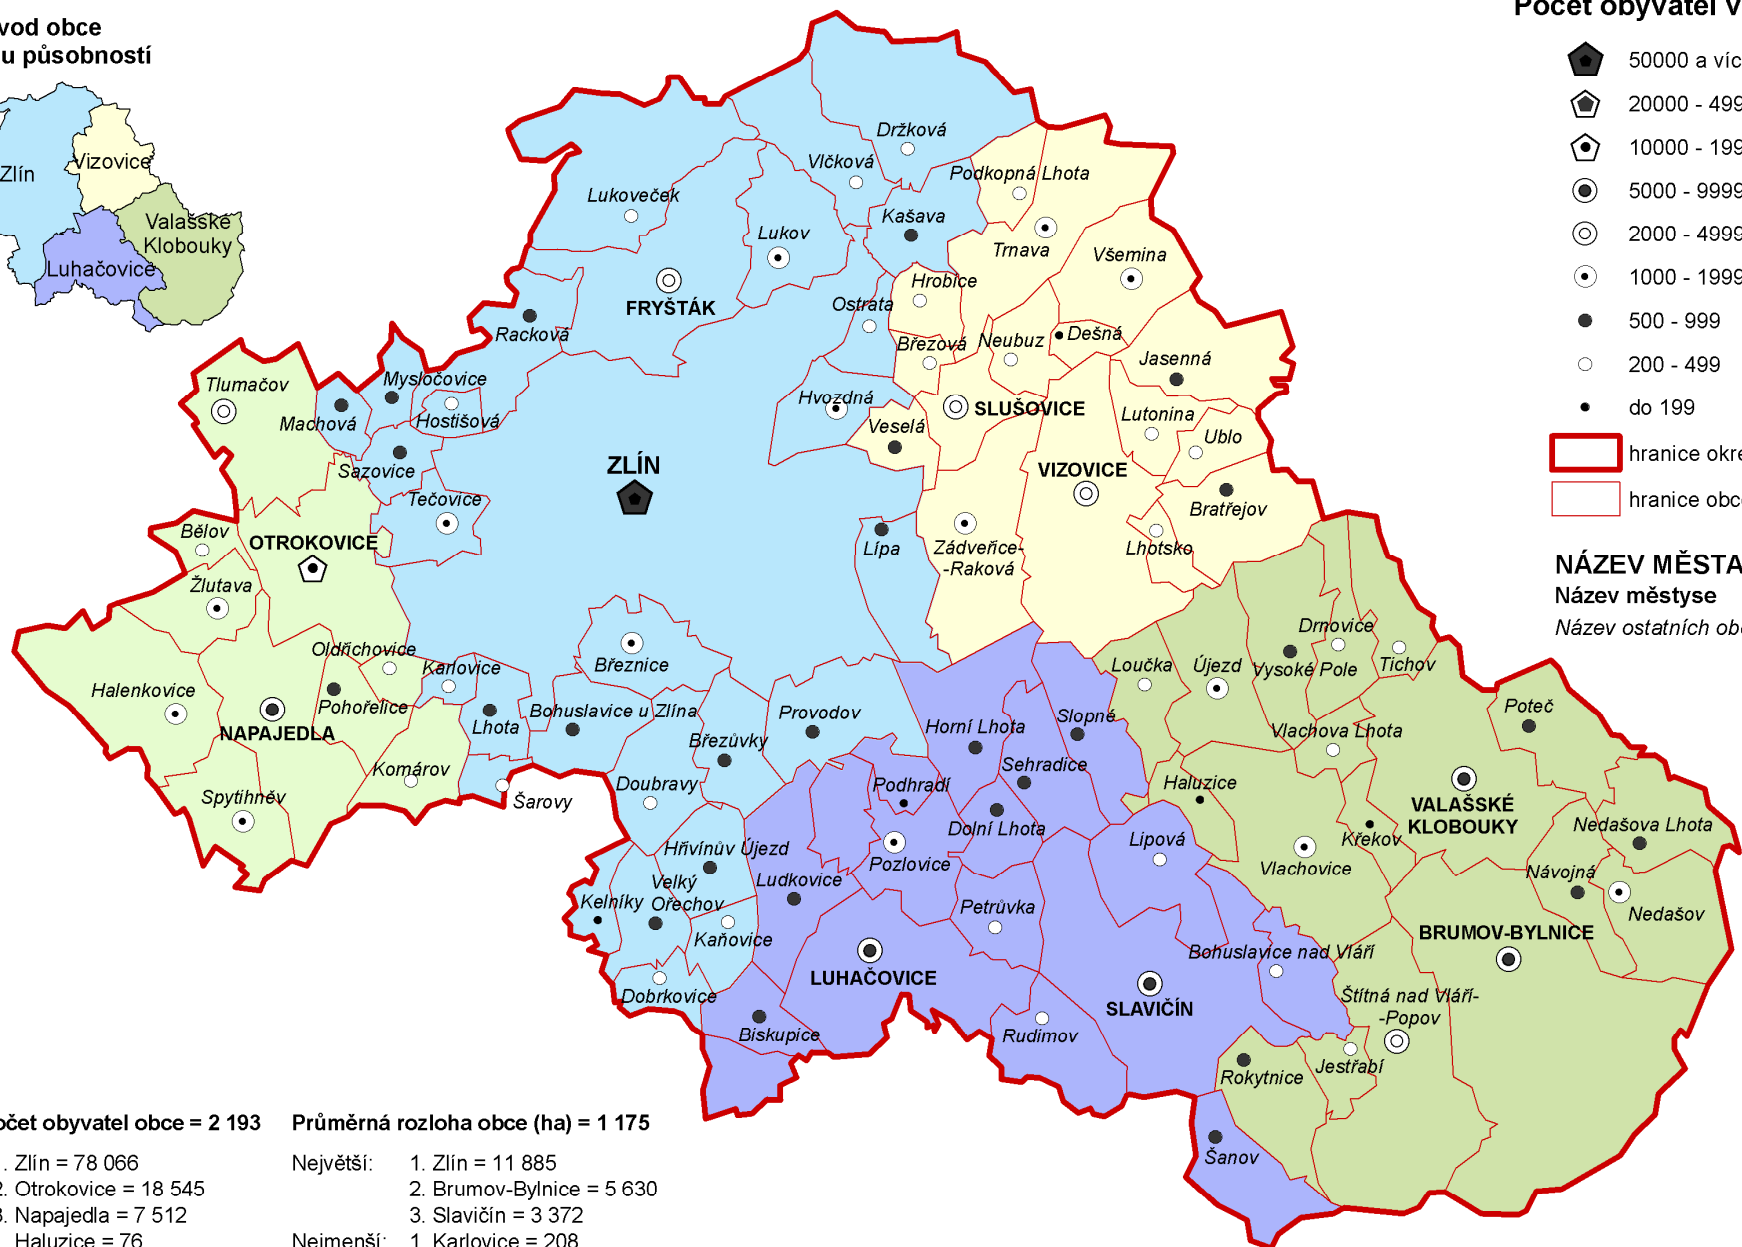 vod obce
u působností
Zlín
Vizovice
Valašské
Klobouky
Luhačovice
Počet obyvatel v
50000 a víc
20000 - 499
10000 - 199
5000 - 9999
2000 - 4999
1000 - 1999
500 - 999
200 - 499
do 199
hranice okre
hranice obc
NÁZEV MĚSTA
Název městyse
Název ostatních obc
Držková
Vlčková
Podkopná Lhota
Lukoveček
Kašava
Lukov
Trnava
Všemina
Hrobice
FRYŠTÁK
Ostrata
Racková
Březová
Neubuz
Dešná
Jasenná
Tlumačov
Mysločovice
Hvozdná
SLUŠOVICE
Machová
Hostišová
Veselá
Lutonina
Ublo
Sazovice
ZLÍN
VIZOVICE
Tečovice
Bratřejov
Bělov
OTROKOVICE
Lípa
Zádveřice-
-Raková
Lhotsko
Žlutava
Oldřichovice
Karlovice
Březnice
Drnovice
Loučka
Újezd
Vysoké Pole
Tichov
Halenkovice
Pohořelice
NAPAJEDLA
Lhota
Bohuslavice u Zlína
Provodov
Horní Lhota
Slopné
Vlachova Lhota
Poteč
Březůvky
Komárov
Sehradice
Doubravy
Podhradí
Haluzice
Šarovy
Spytihněv
VALAŠSKÉ
KLOBOUKY
Dolní Lhota
Lipová
Křekov
Nedašova Lhota
Hřivínův Újezd
Pozlovice
Vlachovice
Návojná
Ludkovice
Velký
Ořechov
Kelníky
Petrůvka
Nedašov
Kaňovice
BRUMOV-BYLNICE
Bohuslavice nad Vláří
LUHAČOVICE
Dobrkovice
SLAVIČÍN
Štítná nad Vláří-
-Popov
Biskupice
Rudimov
Jestřabí
Rokytnice
Šanov
očet obyvatel obce = 2 193
. Zlín = 78 066
2. Otrokovice = 18 545
3. Napajedla = 7 512
Haluzice = 76
Průměrná rozloha obce (ha) = 1 175
Největší: 1. Zlín = 11 885
2. Brumov-Bylnice = 5 630
3. Slavičín = 3 372
Nejmenší: 1. Karlovice = 208